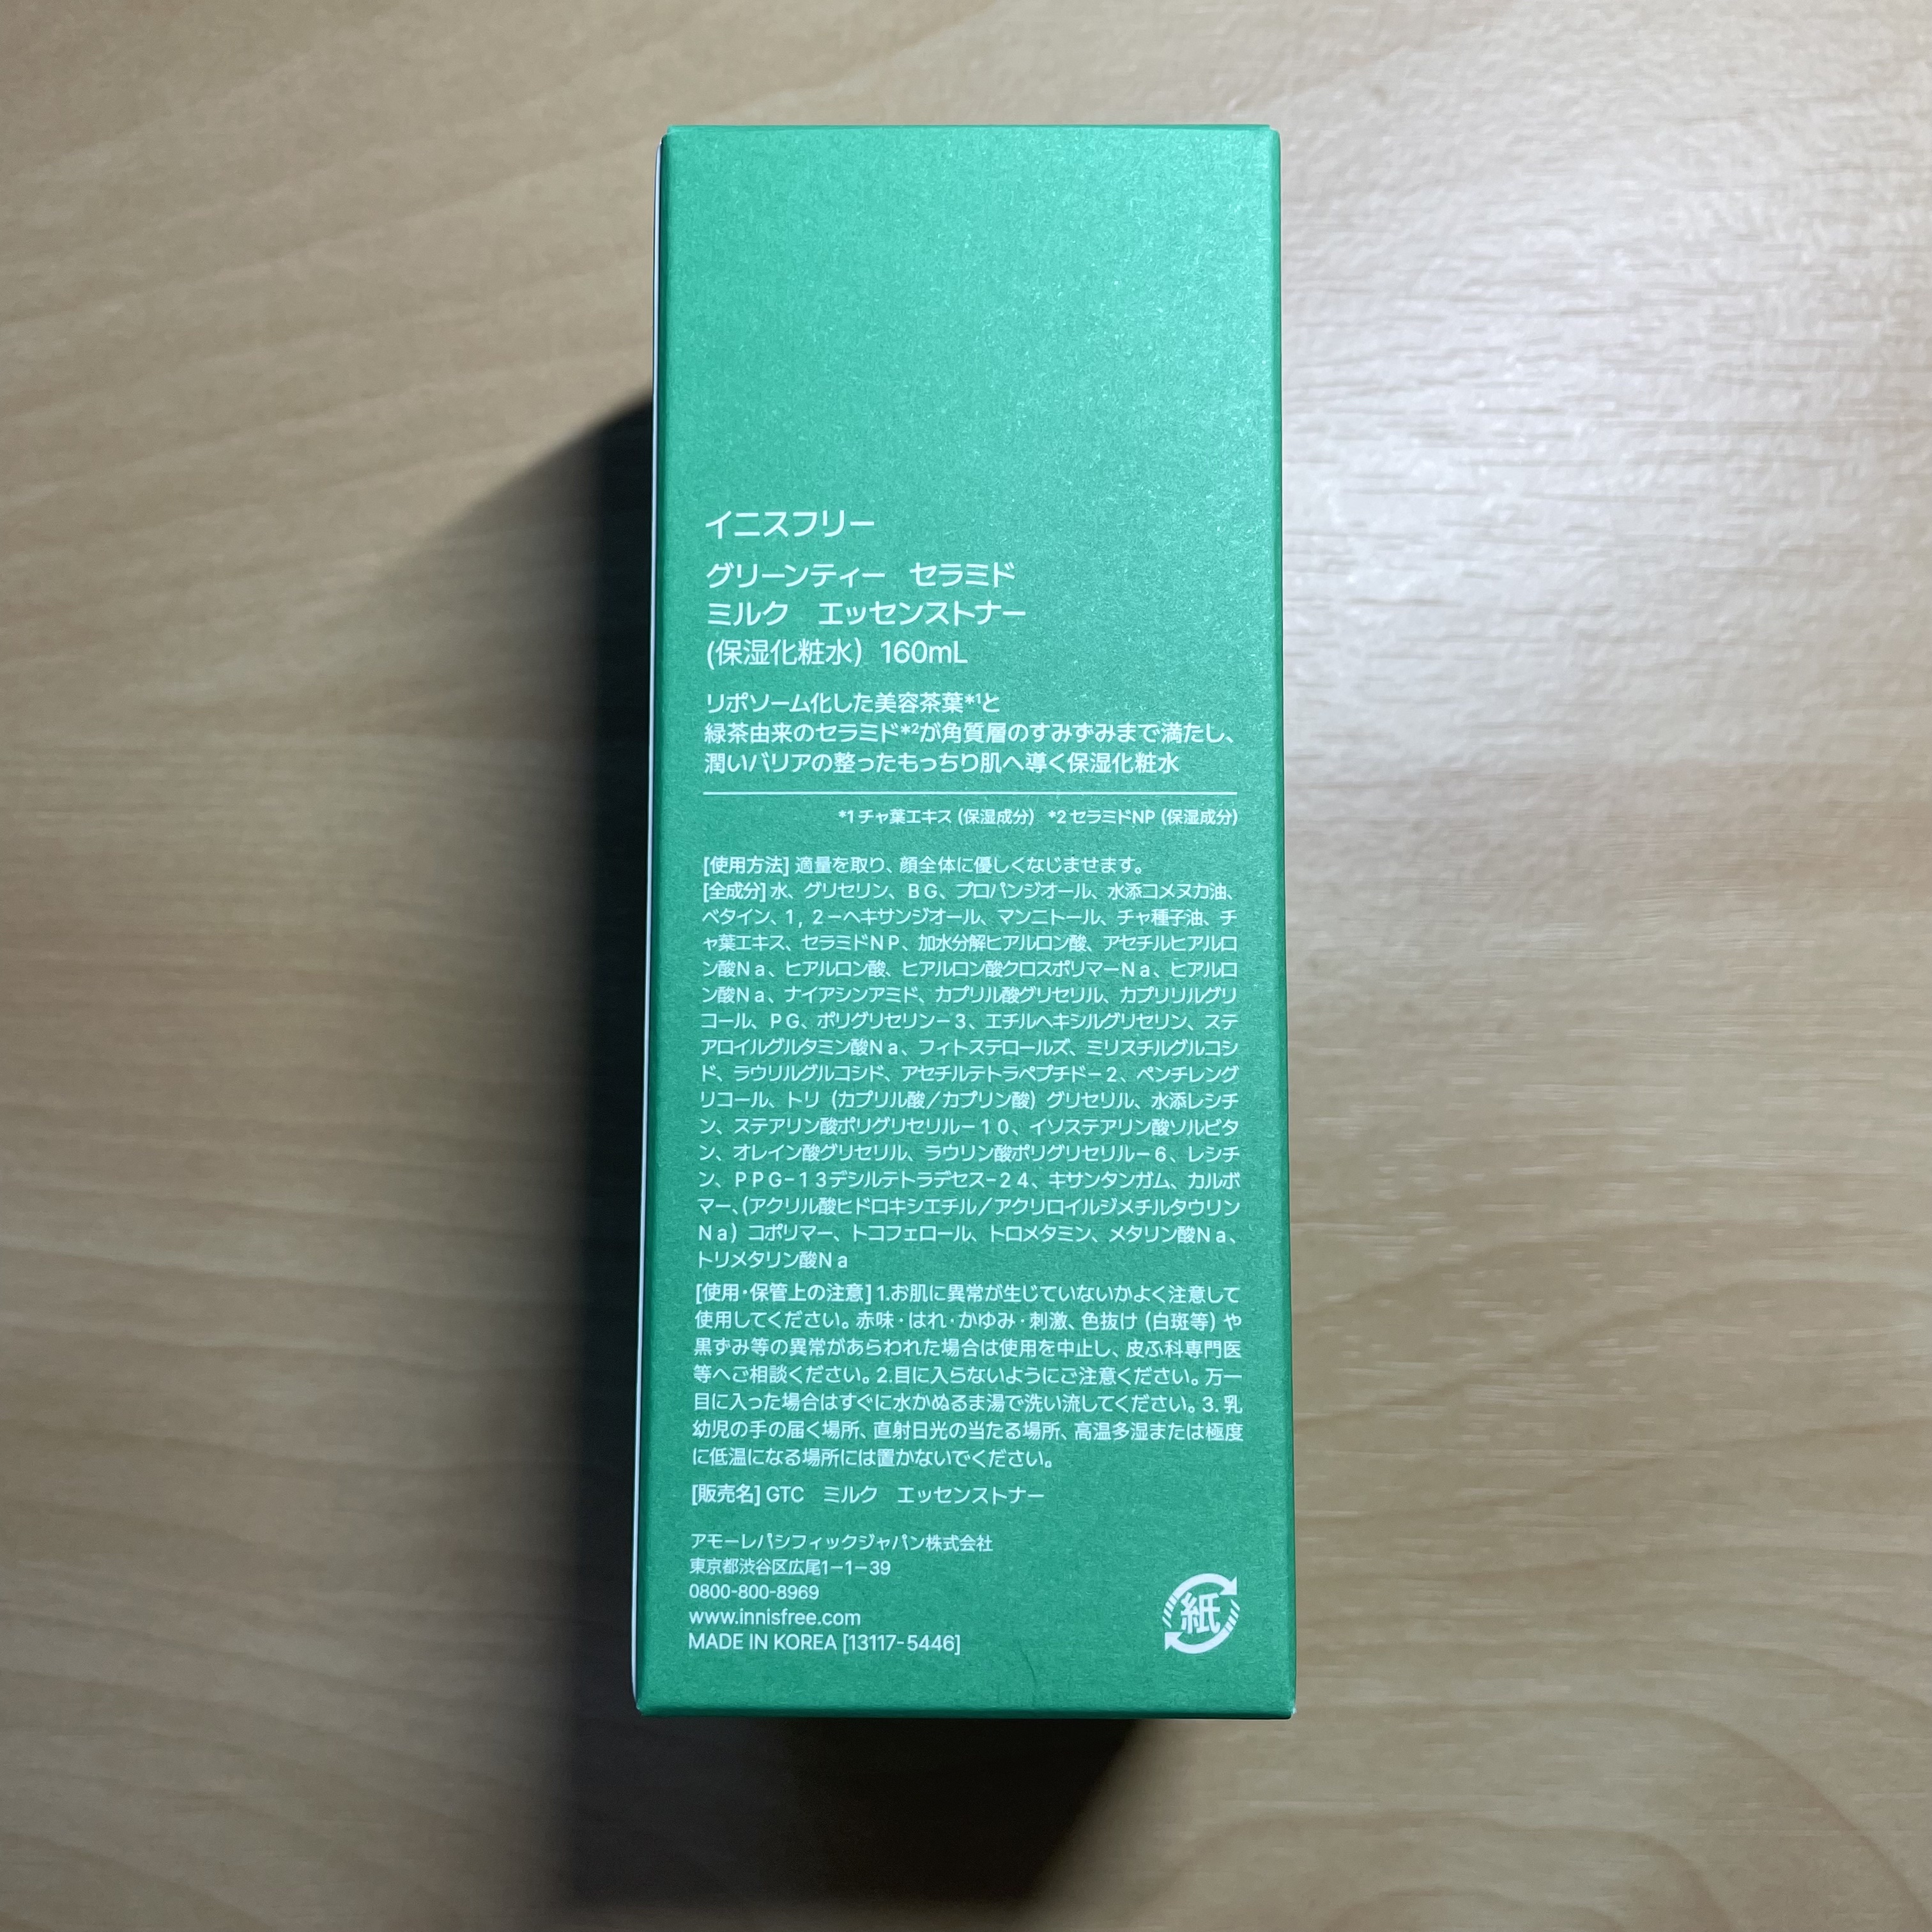 イニスフリー
グリーンティー　セラミド
ミルク　エッセンストナー
(保湿化粧水) 160mL
リポソーム化した美容茶葉*1と
緑茶由来のセラミド*2が角質層のすみずみまで満たし、
潤いバリアの整ったもっちり肌へ導く保湿化粧水
*1 チャ葉エキス (保湿成分) *2 セラミドNP (保湿成分)
[使用方法] 適量を取り、顔全体に優しくなじませます。
[全成分] 水、グリセリン、ＢＧ、プロパンジオール、水添コメヌカ油、
ベタイン、１，２－ヘキサンジオール、マンニトール、チャ種子油、チ
ャ葉エキス、セラミドＮＰ、加水分解ヒアルロン酸、アセチルヒアルロ
ン酸Ｎａ、ヒアルロン酸、ヒアルロン酸クロスポリマーＮａ、ヒアルロ
ン酸Ｎａ、ナイアシンアミド、カプリル酸グリセリル、カプリリルグリ
コール、ＰＧ、ポリグリセリン－３、エチルヘキシルグリセリン、ステ
アロイルグルタミン酸Ｎａ、フィトステロールズ、ミリスチルグルコシ
ド、ラウリルグルコシド、アセチルテトラペプチド－２、ペンチレング
リコール、トリ（カプリル酸／カプリン酸）グリセリル、水添レシチ
ン、ステアリン酸ポリグリセリル－１０、イソステアリン酸ソルビタ
ン、オレイン酸グリセリル、ラウリン酸ポリグリセリル－６、レシチ
ン、ＰＰＧ－１３デシルテトラデセス－２４、キサンタンガム、カルボ
マー、（アクリル酸ヒドロキシエチル／アクリロイルジメチルタウリン
Ｎａ）コポリマー、トコフェロール、トロメタミン、メタリン酸Ｎａ、
トリメタリン酸Ｎａ
[使用・保管上の注意] 1.お肌に異常が生じていないかよく注意して
使用してください。赤味・はれ・かゆみ・刺激、色抜け (白斑等) や
黒ずみ等の異常があらわれた場合は使用を中止し、皮ふ科専門医
等へご相談ください。2.目に入らないようにご注意ください。万一
目に入った場合はすぐに水かぬるま湯で洗い流してください。3. 乳
幼児の手の届く場所、直射日光の当たる場所、高温多湿または極度
に低温になる場所には置かないでください。
[販売名] GTC　ミルク　エッセンストナー
アモーレパシフィックジャパン株式会社
東京都渋谷区広尾1－1－39
0800-800-8969
www.innisfree.com
MADE IN KOREA [13117-5446]
紙